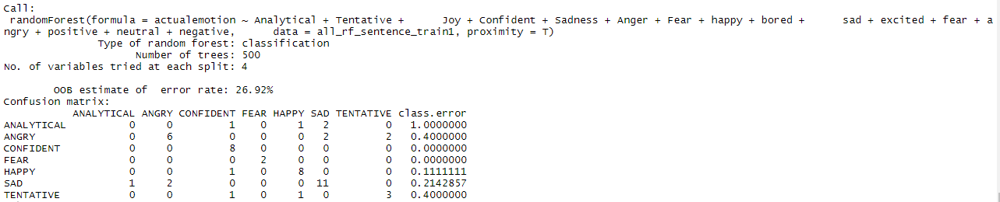 Call:
 randomForest(formula = actualemotion ~ Analytical + Tentative +      Joy + Confident + Sadness + Anger + Fear + happy + bored +      sad + excited + fear + a
ngry + positive + neutral + negative,      data = all_rf_sentence_train1, proximity = T)
               Type of random forest: classification
                     Number of trees: 500
No. of variables tried at each split: 4
        OOB estimate of  error rate: 26.92%
Confusion matrix:
           ANALYTICAL ANGRY CONFIDENT FEAR HAPPY SAD TENTATIVE class.error
ANALYTICAL          0     0         1    0     1   2         0   1.0000000
ANGRY               0     6         0    0     0   2         2   0.4000000
CONFIDENT           0     0         8    0     0   0         0   0.0000000
FEAR                0     0         0    2     0   0         0   0.0000000
HAPPY               0     0         1    0     8   0         0   0.1111111
SAD                 1     2         0    0     0  11         0   0.2142857
TENTATIVE           0     0         1    0     1   0         3   0.4000000